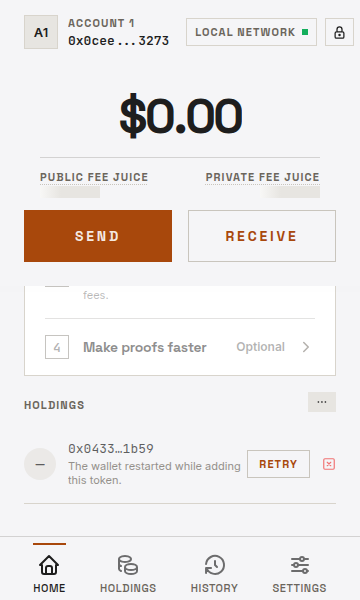 A1
ACCOUNT 1
0x0cee...3273
LOCAL NETWORK
$0.00
PUBLIC FEE JUICE
PRIVATE FEE JUICE
SEND
RECEIVE
fees.
4
Make proofs faster
Optional
HOLDINGS
...
–
0x0433…1b59
The wallet restarted while adding
this token.
RETRY
HOME
HOLDINGS
HISTORY
SETTINGS